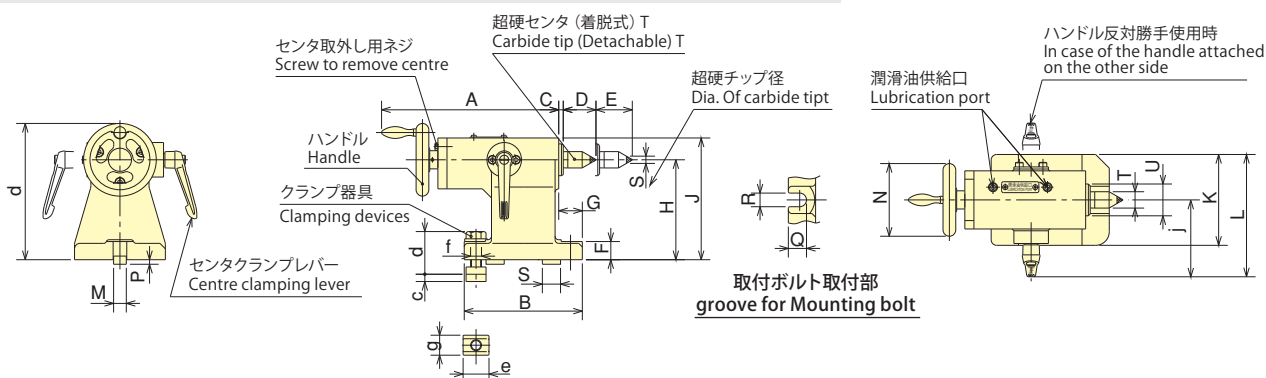 超硬センタ（着脱式）T
Carbide tip (Detachable) T
センタ取外し用ネジ
Screw to remove centre
超硬チップ径
Dia. Of carbide tipt
ハンドル反対勝手使用時
In case of the handle attached
on the other side
潤滑油供給口
Lubrication port
A
C
D
E
ハンドル
Handle
クランプ器具
Clamping devices
d
S
G
H
J
F
f
d
c
S
B
g
e
P
M
センタクランプレバー
Centre clamping lever
R
Q
取付ボルト取付部
groove for Mounting bolt
N
T
U
K
L
j